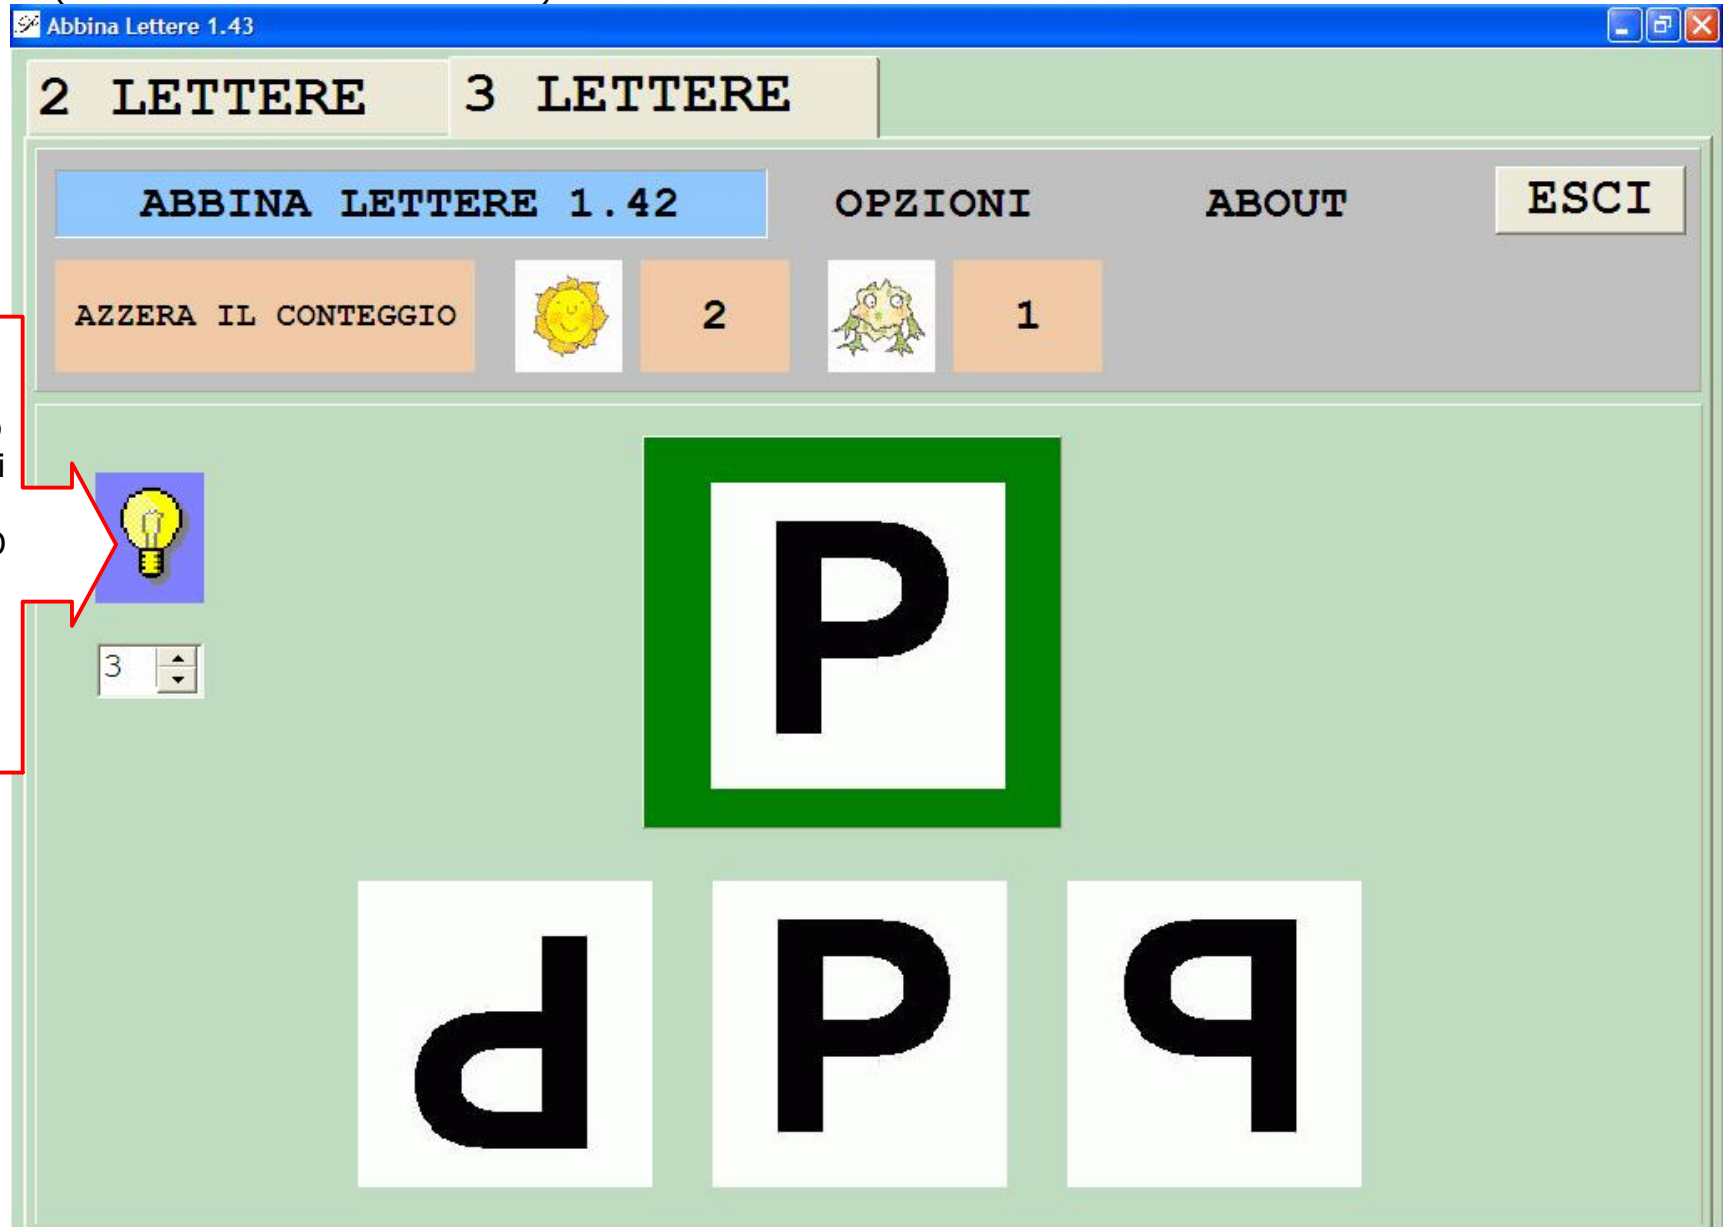 Abbina Lettere 1.43
2 LETTERE 3 LETTERE
ABBINA LETTERE 1.42 OPZIONI ABOUT ESCI
AZZERA IL CONTEGGIO 2 1
3
P
P